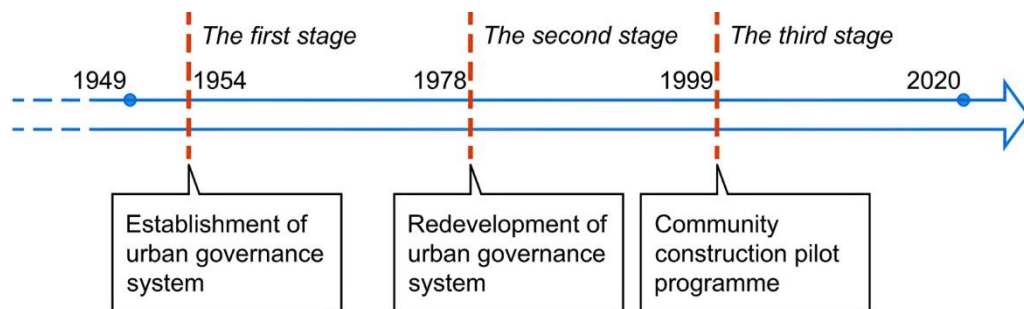 The first stage
The second stage
The third stage
1949
1954
1978
1999
2020
Establishment of
urban governance
system
Redevelopment of
urban governance
system
Community
construction pilot
programme